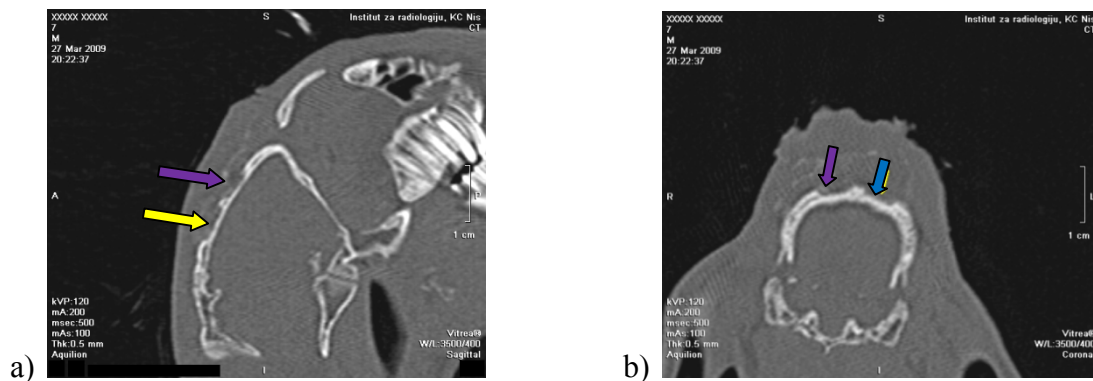 XXXXX XXXXX
7
M
27 Mar 2009
20:22:37
S
Institut za radiologiju, KC Nis
CT
A
P
1 cm
kVP:120
mA:200
msec:500
mAs:100
Thk:0.5 mm
Aquilion
I
Vitrea®
W/L:3500/400
Sagittal
a)
XXXXX XXXXX
7
M
27 Mar 2009
20:22:37
S
Institut za radiologiju, KC Nis
CT
R
L
1 cm
kVP:120
mA:200
msec:500
mAs:100
Thk:0.5 mm
Aquilion
I
Vitrea®
W/L:3500/400
Corona
b)